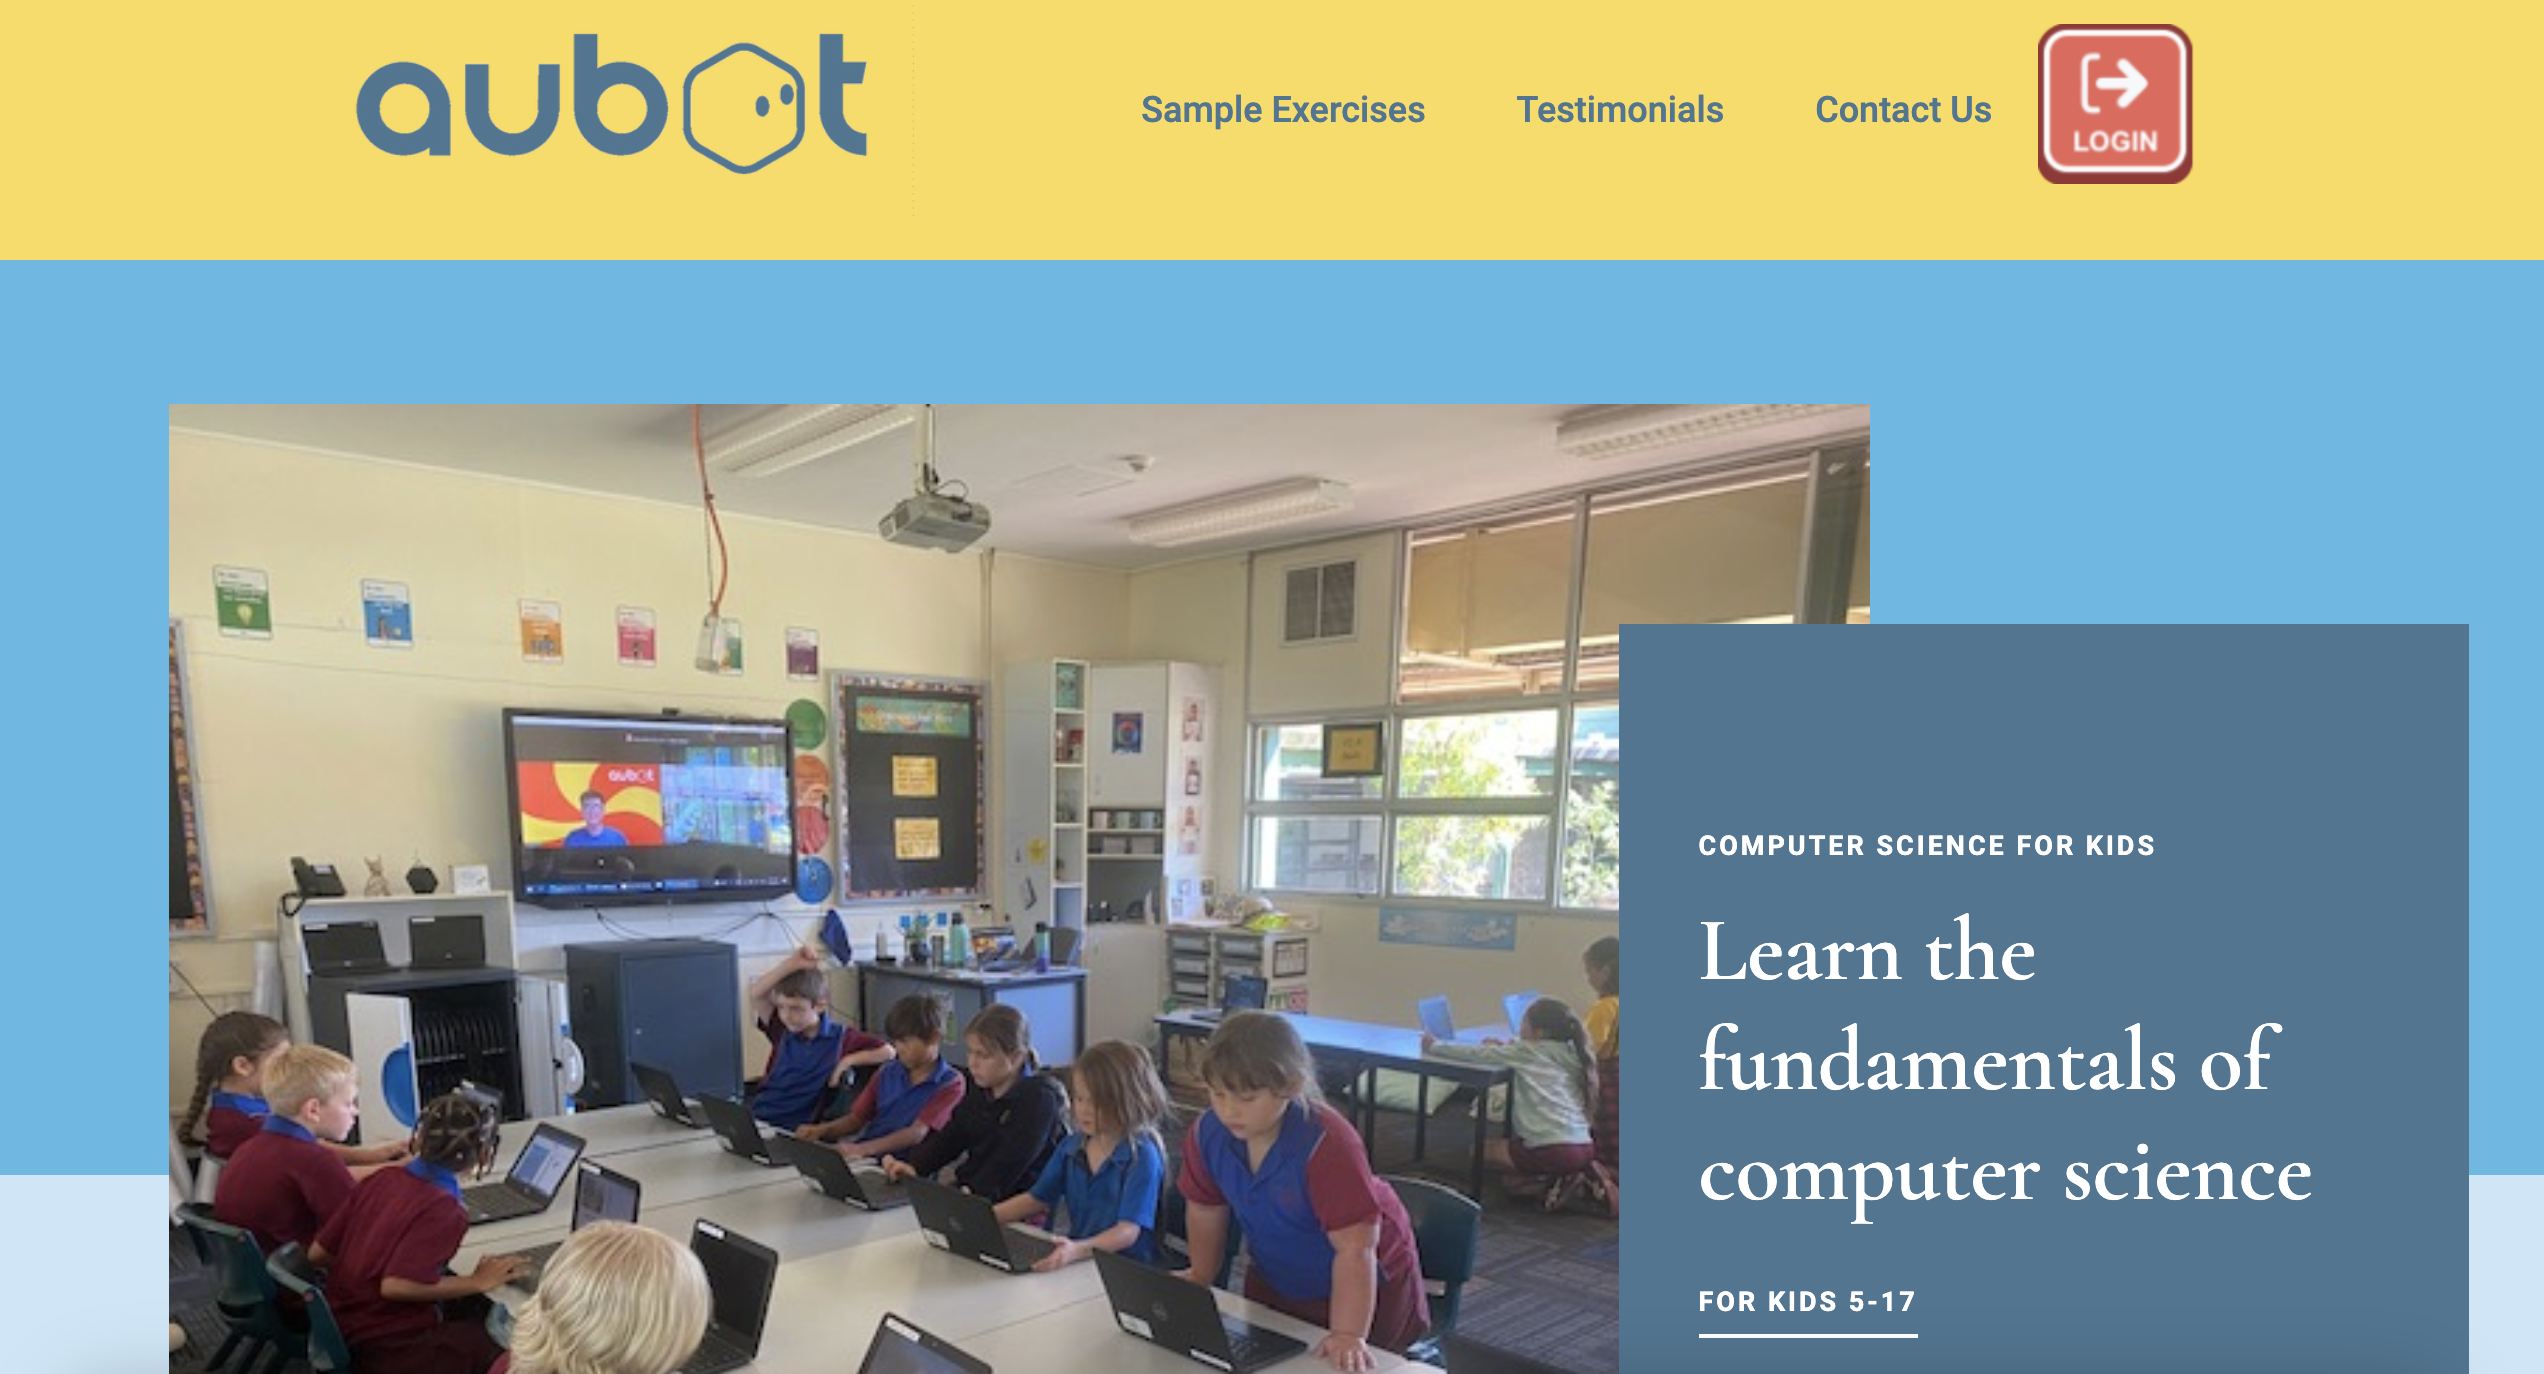 aubot
Sample Exercises
Testimonials
Contact Us
LOGIN
aubot
COMPUTER SCIENCE FOR KIDS
Learn the
fundamentals of
computer science
FOR KIDS 5-17